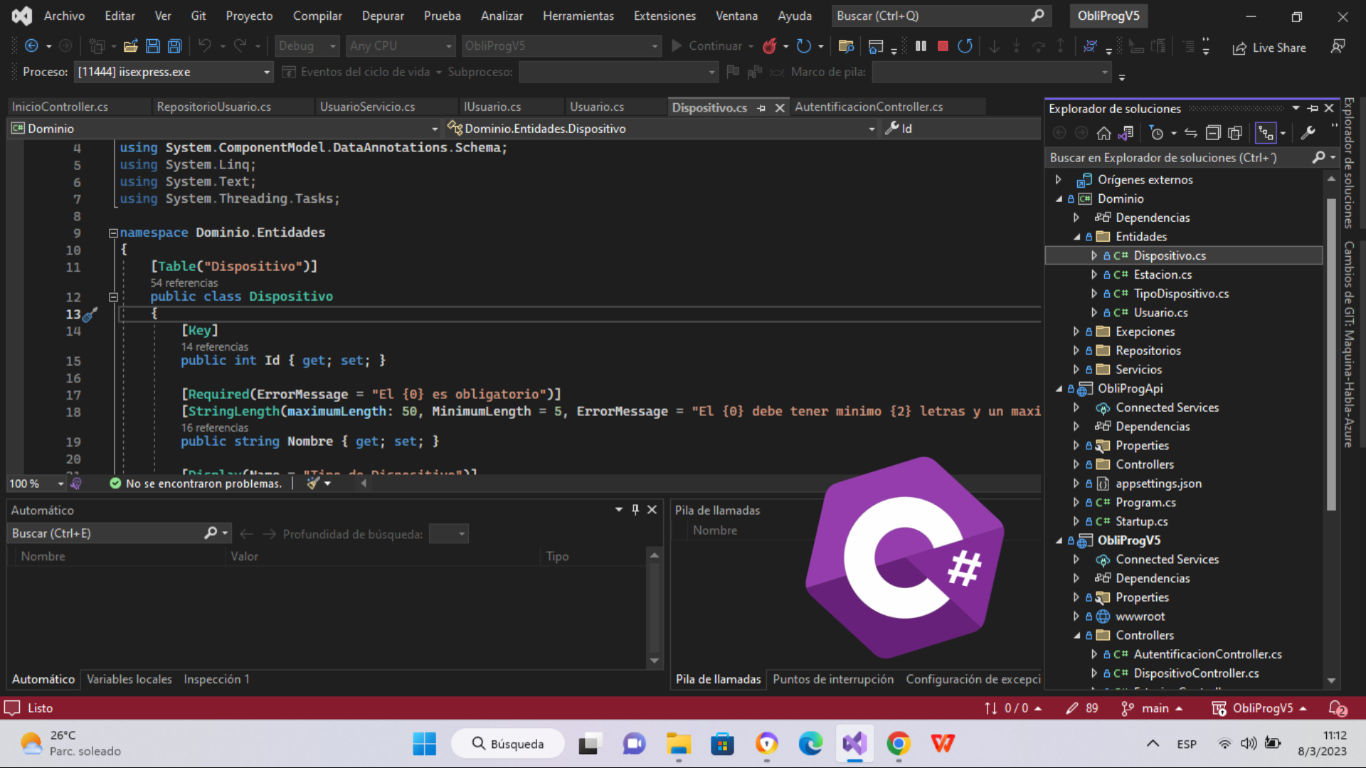 Archivo Editar Ver Git Proyecto Compilar Depurar Prueba Analizar Herramientas Extensiones Ventana Ayuda Buscar (Ctrl+Q) ObliProgV5
Debug Any CPU ObliProgV5 Continuar Live Share
Proceso: [11444] iisexpress.exe Eventos del ciclo de vida Subproceso: Marco de pila:
InicioController.cs RepositorioUsuario.cs UsuarioServicio.cs IUsuario.cs Usuario.cs Dispositivo.cs AutentificacionController.cs
Dominio Dominio.Entidades.Dispositivo Id
4 using System.ComponentModel.DataAnnotations.Schema;
5 using System.Linq;
6 using System.Text;
7 using System.Threading.Tasks;
8
9 namespace Dominio.Entidades
10 {
11 [Table("Dispositivo")]
54 referencias
12 public class Dispositivo
13 {
14 [Key]
14 referencias
15 public int Id { get; set; }
16
17 [Required(ErrorMessage = "El {0} es obligatorio")]
18 [StringLength(maximumLength: 50, MinimumLength = 5, ErrorMessage = "El {0} debe tener minimo {2} letras y un maxi
16 referencias
19 public string Nombre { get; set; }
20
21 [Display(Name = "Tipo de Dispositivo")]
100 % No se encontraron problemas.
Automático
Buscar (Ctrl+E) Profundidad de búsqueda:
Nombre Valor Tipo
Automático Variables locales Inspección 1
Pila de llamadas
Nombre
C#
Pila de llamadas Puntos de interrupción Configuración de excepci
Explorador de soluciones
Buscar en Explorador de soluciones (Ctrl+´)
Orígenes externos
C# Dominio
Dependencias
Entidades
C# Dispositivo.cs
C# Estacion.cs
C# TipoDispositivo.cs
C# Usuario.cs
Exepciones
Repositorios
Servicios
ObliProgApi
Connected Services
Dependencias
Properties
Controllers
appsettings.json
C# Program.cs
C# Startup.cs
ObliProgV5
Connected Services
Dependencias
Properties
wwwroot
Controllers
C# AutentificacionController.cs
C# DispositivoController.cs
Explorador de soluciones
Cambios de GIT: Maquina-Habla-Azure
Listo 0 / 0 89 main ObliProgV5 2
26°C
Parc. soleado
Búsqueda
ESP
11:12
8/3/2023